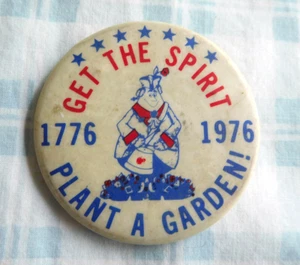 GET THE SPIRIT
1776 1976
PLANT A GARDEN!